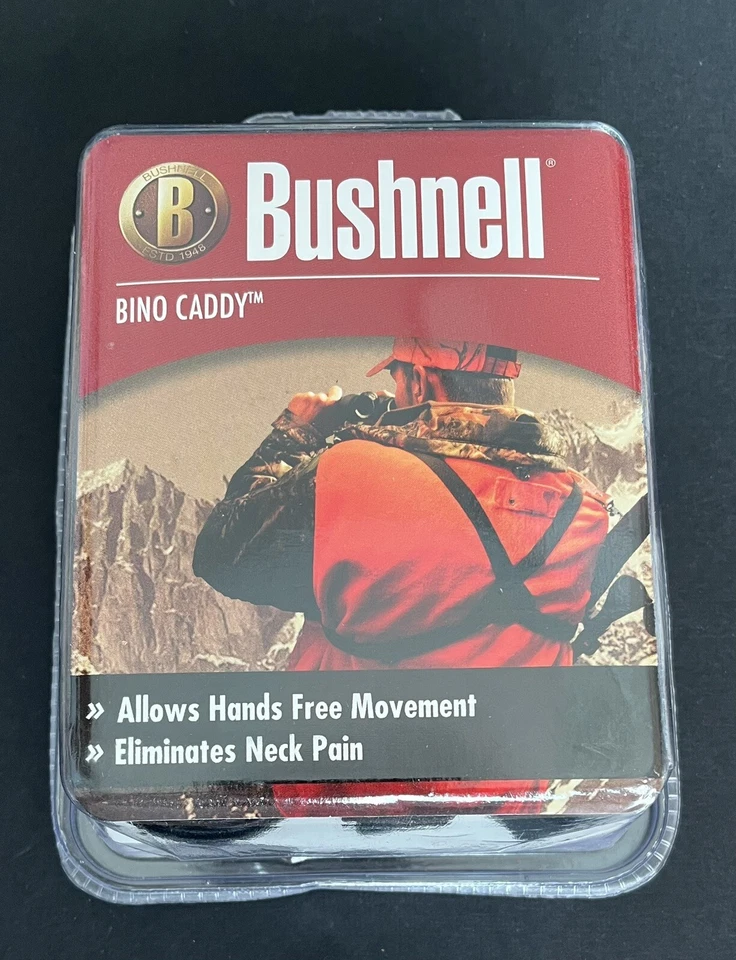 BUSHNELL
B
ESTD 1948
Bushnell®
BINO CADDY™
» Allows Hands Free Movement
» Eliminates Neck Pain